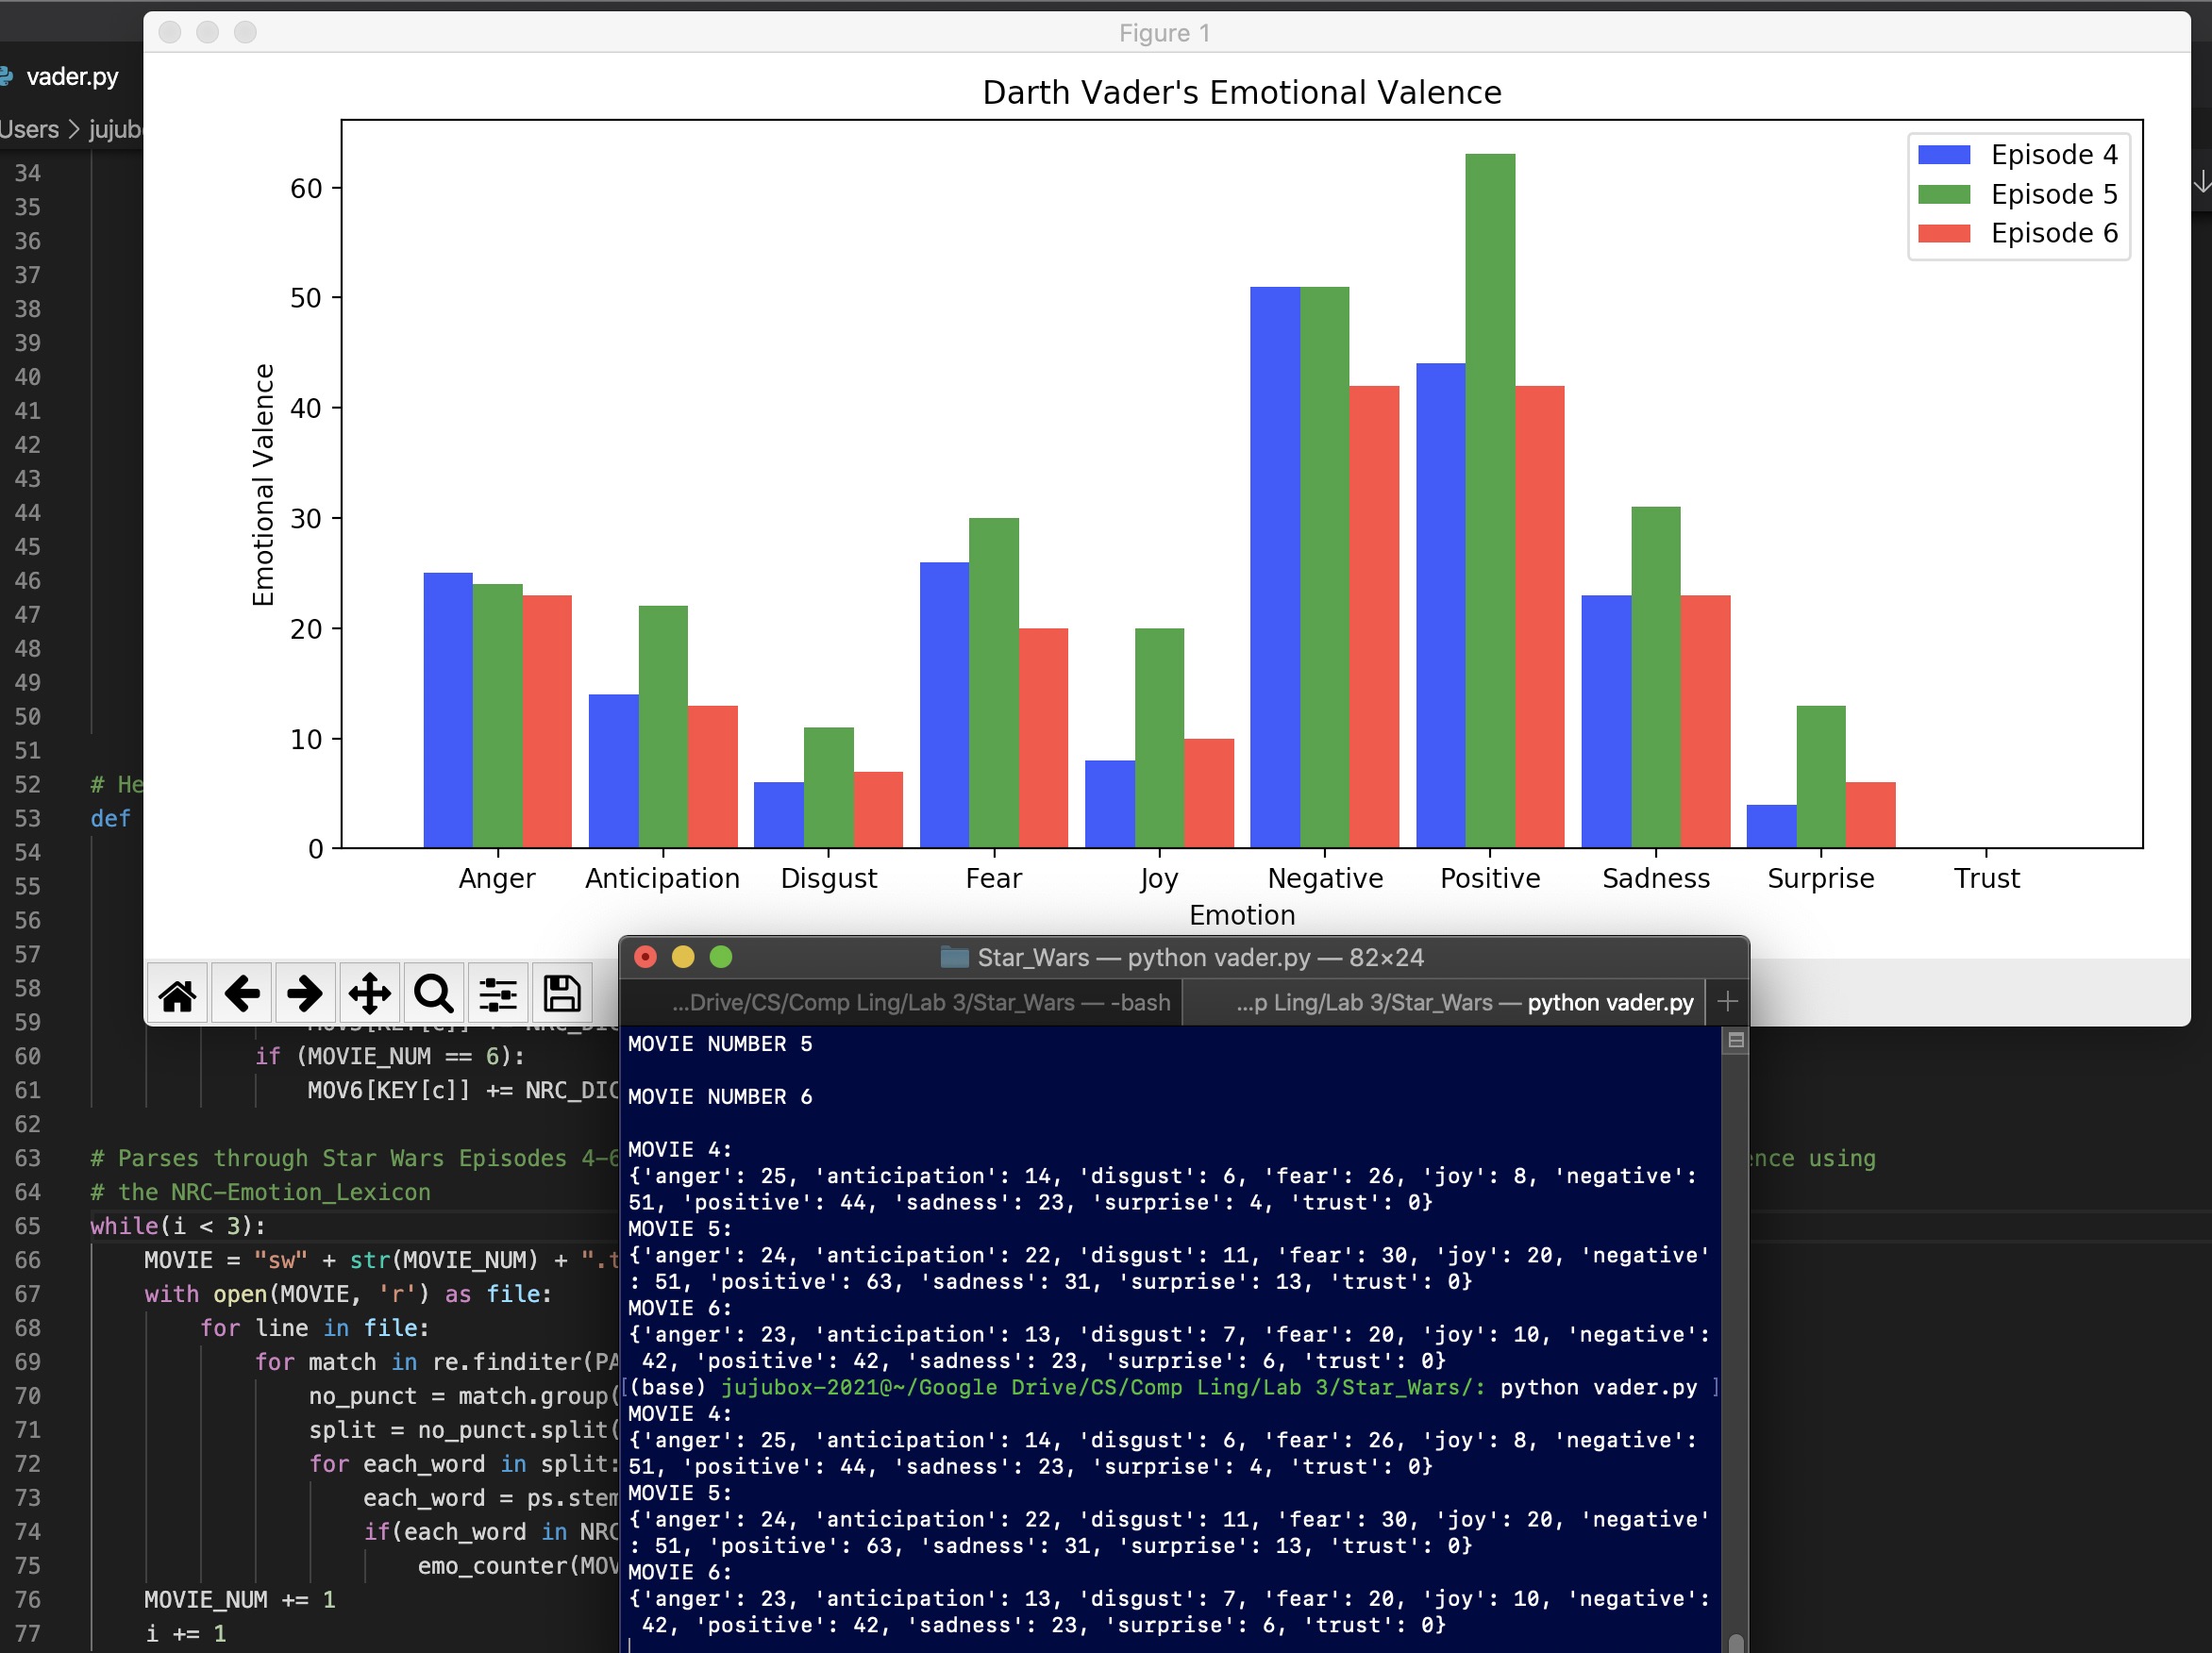 Figure 1
vader.py
Users > jujub
Darth Vader's Emotional Valence
Episode 4
Episode 5
Episode 6
Emotional Valence
60
50
40
30
20
10
0
Anger Anticipation Disgust Fear Joy Negative Positive Sadness Surprise Trust
Emotion
34
35
36
37
38
39
40
41
42
43
44
45
46
47
48
49
50
51
52 # He
53 def
54
55
56
57
58
59
60 if (MOVIE_NUM == 6):
61 MOV6[KEY[c]] += NRC_DIC
62
63 # Parses through Star Wars Episodes 4-6 nce using
64 # the NRC-Emotion_Lexicon
65 while(i < 3):
66 MOVIE = "sw" + str(MOVIE_NUM) + ".t
67 with open(MOVIE, 'r') as file:
68 for line in file:
69 for match in re.finditer(PA
70 no_punct = match.group(
71 split = no_punct.split(
72 for each_word in split:
73 each_word = ps.stem
74 if(each_word in NRC
75 emo_counter(MOV
76 MOVIE_NUM += 1
77 i += 1
Star_Wars — python vader.py — 82×24
...Drive/CS/Comp Ling/Lab 3/Star_Wars — -bash
...p Ling/Lab 3/Star_Wars — python vader.py +
MOVIE NUMBER 5
MOVIE NUMBER 6
MOVIE 4:
{'anger': 25, 'anticipation': 14, 'disgust': 6, 'fear': 26, 'joy': 8, 'negative':
51, 'positive': 44, 'sadness': 23, 'surprise': 4, 'trust': 0}
MOVIE 5:
{'anger': 24, 'anticipation': 22, 'disgust': 11, 'fear': 30, 'joy': 20, 'negative'
: 51, 'positive': 63, 'sadness': 31, 'surprise': 13, 'trust': 0}
MOVIE 6:
{'anger': 23, 'anticipation': 13, 'disgust': 7, 'fear': 20, 'joy': 10, 'negative':
42, 'positive': 42, 'sadness': 23, 'surprise': 6, 'trust': 0}
[(base) jujubox-2021@~/Google Drive/CS/Comp Ling/Lab 3/Star_Wars/: python vader.py ]
MOVIE 4:
{'anger': 25, 'anticipation': 14, 'disgust': 6, 'fear': 26, 'joy': 8, 'negative':
51, 'positive': 44, 'sadness': 23, 'surprise': 4, 'trust': 0}
MOVIE 5:
{'anger': 24, 'anticipation': 22, 'disgust': 11, 'fear': 30, 'joy': 20, 'negative'
: 51, 'positive': 63, 'sadness': 31, 'surprise': 13, 'trust': 0}
MOVIE 6:
{'anger': 23, 'anticipation': 13, 'disgust': 7, 'fear': 20, 'joy': 10, 'negative':
42, 'positive': 42, 'sadness': 23, 'surprise': 6, 'trust': 0}